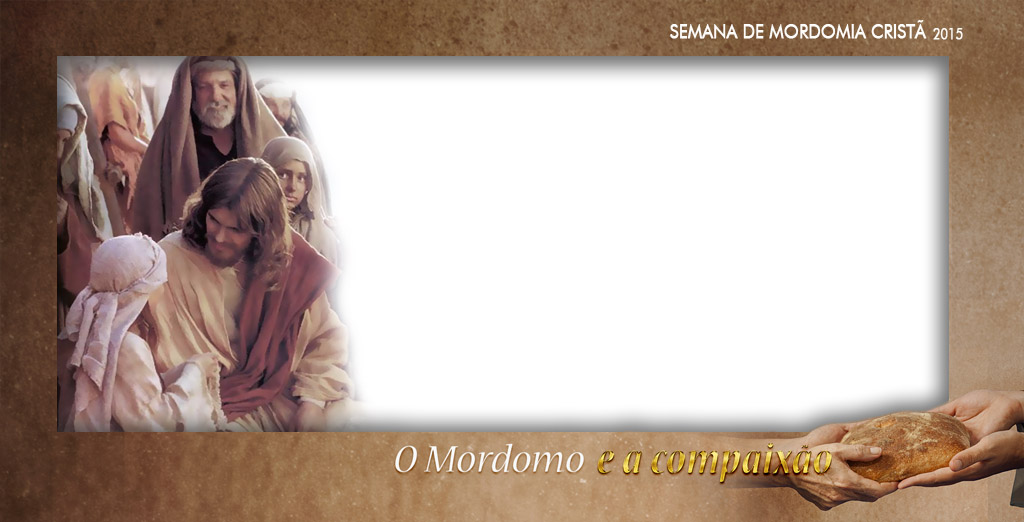 SEMANA DE MORDOMIA CRISTÃ 2015
O Mordomo e a compaixão